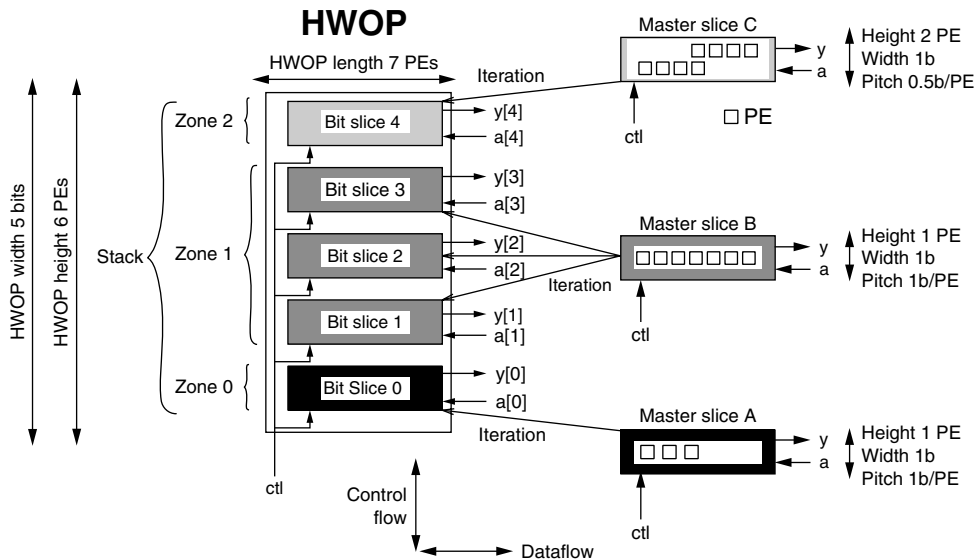 HWOP
HWOP length 7 PEs
Iteration
Master slice C
y
a
ctl
Height 2 PE
Width 1b
Pitch 0.5b/PE
PE
HWOP width 5 bits
HWOP height 6 PEs
Stack
Zone 2
Bit slice 4
y[4]
a[4]
Zone 1
Bit slice 3
y[3]
a[3]
Bit slice 2
y[2]
a[2]
Iteration
Bit slice 1
y[1]
a[1]
Master slice B
y
a
ctl
Height 1 PE
Width 1b
Pitch 1b/PE
Zone 0
Bit Slice 0
y[0]
a[0]
Iteration
Master slice A
y
a
ctl
Height 1 PE
Width 1b
Pitch 1b/PE
ctl
Control
flow
Dataflow